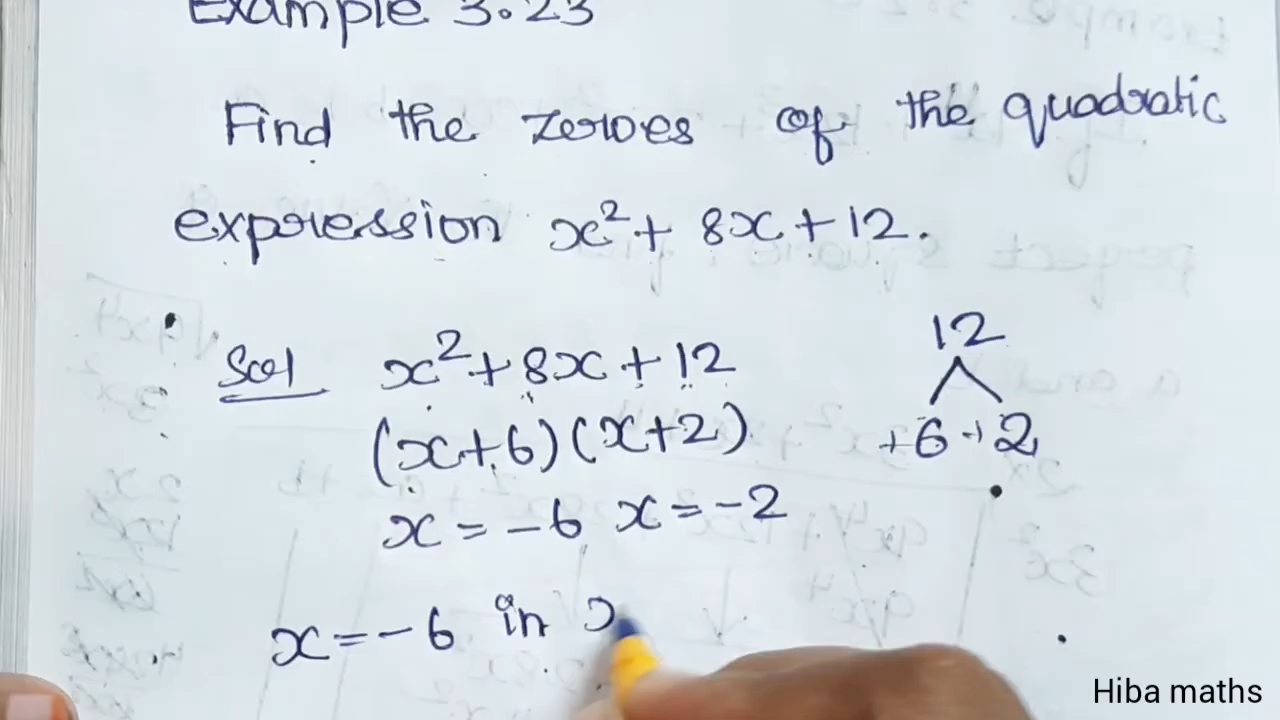 Example 3.23
Find the zeroes of the quadratic
expression x² + 8x + 12.
Sol x² + 8x + 12
12
(x+6)(x+2)
+6 +2
x = -6 x = -2
x = -6 in x
Hiba maths